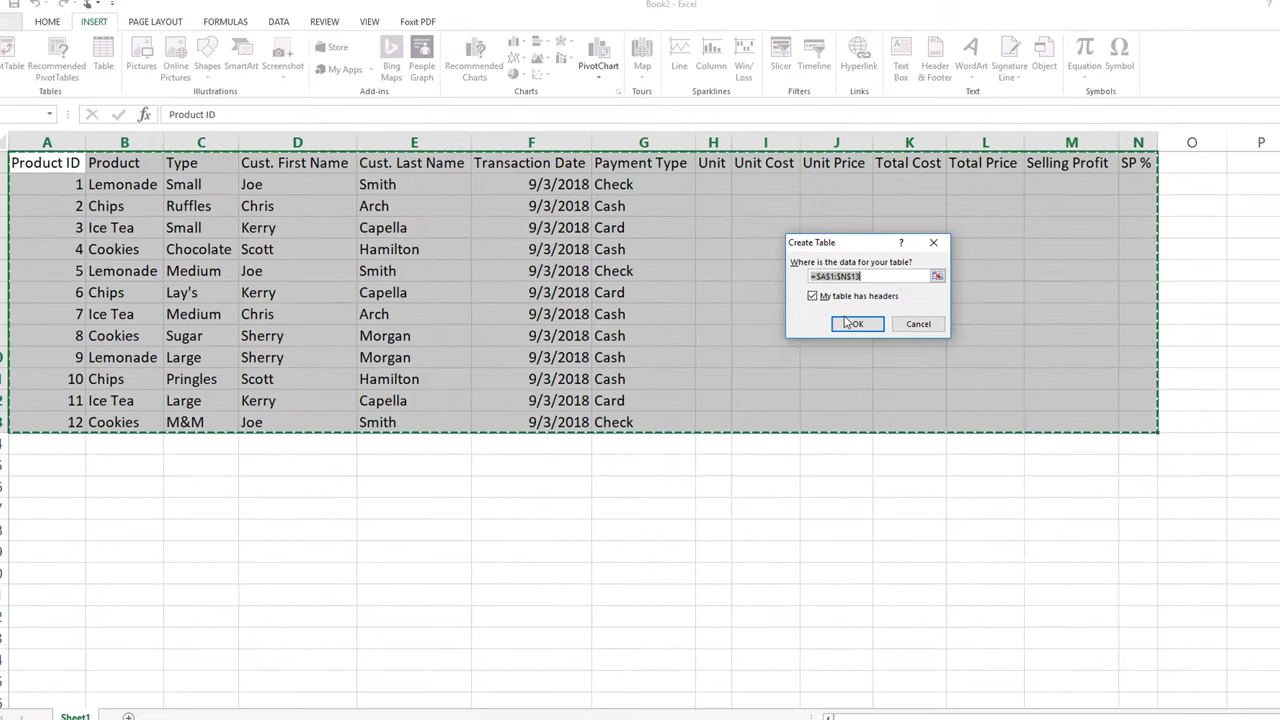 Book2 - Excel
HOME INSERT PAGE LAYOUT FORMULAS DATA REVIEW VIEW Foxit PDF
Recommended PivotTables
Table
Pictures
Online Pictures
Shapes
SmartArt
Screenshot
Store
My Apps
Bing Maps
People Graph
Recommended Charts
PivotChart
Map
Line
Column
Win/ Loss
Slicer
Timeline
Hyperlink
Text Box
Header & Footer
WordArt
Signature Line
Object
Equation
Symbol
Tables Illustrations Add-ins Charts Tours Sparklines Filters Links Text Symbols
fx Product ID
A B C D E F G H I J K L M N O P
Product ID Product Type Cust. First Name Cust. Last Name Transaction Date Payment Type Unit Unit Cost Unit Price Total Cost Total Price Selling Profit SP %
1 Lemonade Small Joe Smith 9/3/2018 Check
2 Chips Ruffles Chris Arch 9/3/2018 Cash
3 Ice Tea Small Kerry Capella 9/3/2018 Card
4 Cookies Chocolate Scott Hamilton 9/3/2018 Cash
5 Lemonade Medium Joe Smith 9/3/2018 Check
6 Chips Lay's Kerry Capella 9/3/2018 Card
7 Ice Tea Medium Chris Arch 9/3/2018 Cash
8 Cookies Sugar Sherry Morgan 9/3/2018 Cash
9 Lemonade Large Sherry Morgan 9/3/2018 Cash
10 Chips Pringles Scott Hamilton 9/3/2018 Cash
11 Ice Tea Large Kerry Capella 9/3/2018 Card
12 Cookies M&M Joe Smith 9/3/2018 Check
Create Table ?
Where is the data for your table?
=$A$1:$N$13
My table has headers
OK Cancel
Sheet1